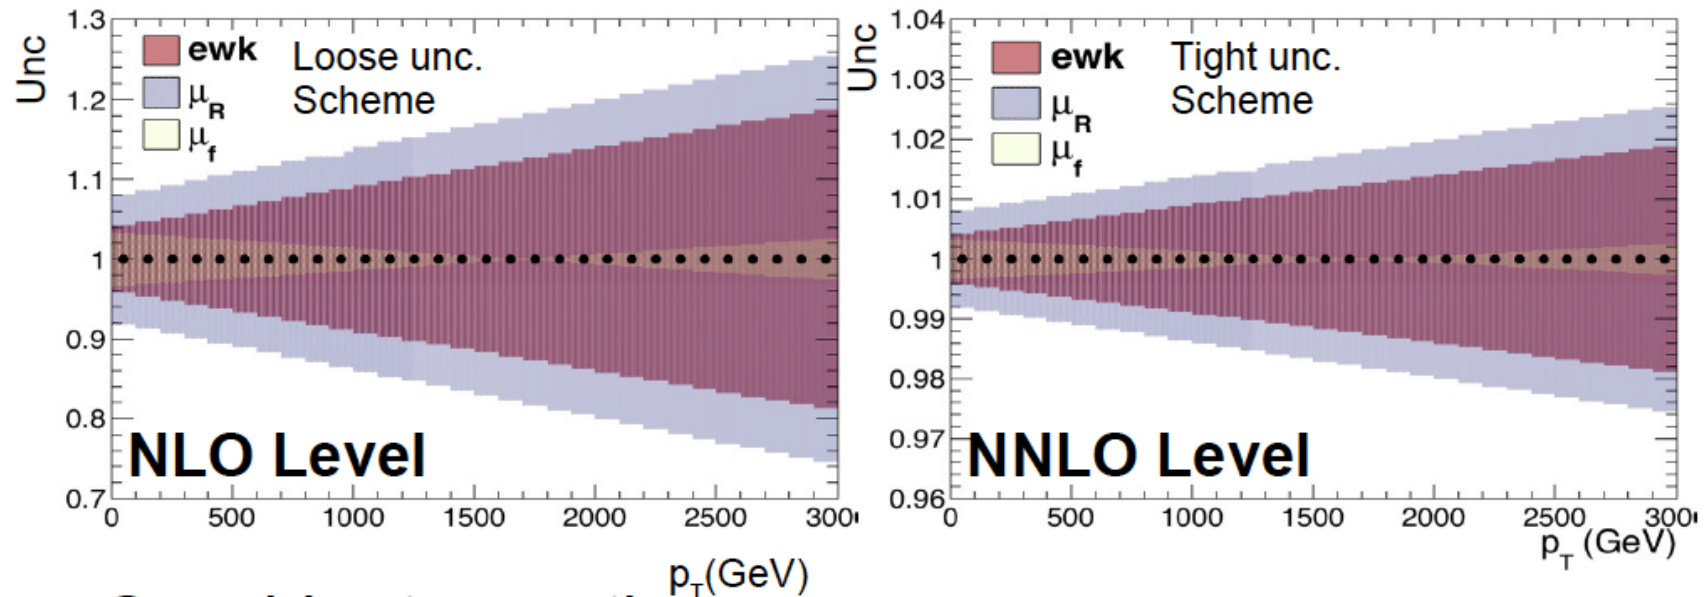 1.3
1.2
1.1
1
0.9
0.8
0.7
Unc
ewk
μR
μf
Loose unc.
Scheme
NLO Level
0 500 1000 1500 2000 2500
pT(GeV)
1.04
1.03
1.02
1.01
1
0.99
0.98
0.97
0.96
Unc
ewk
μR
μf
Tight unc.
Scheme
NNLO Level
0 500 1000 1500 2000 2500
pT (GeV)